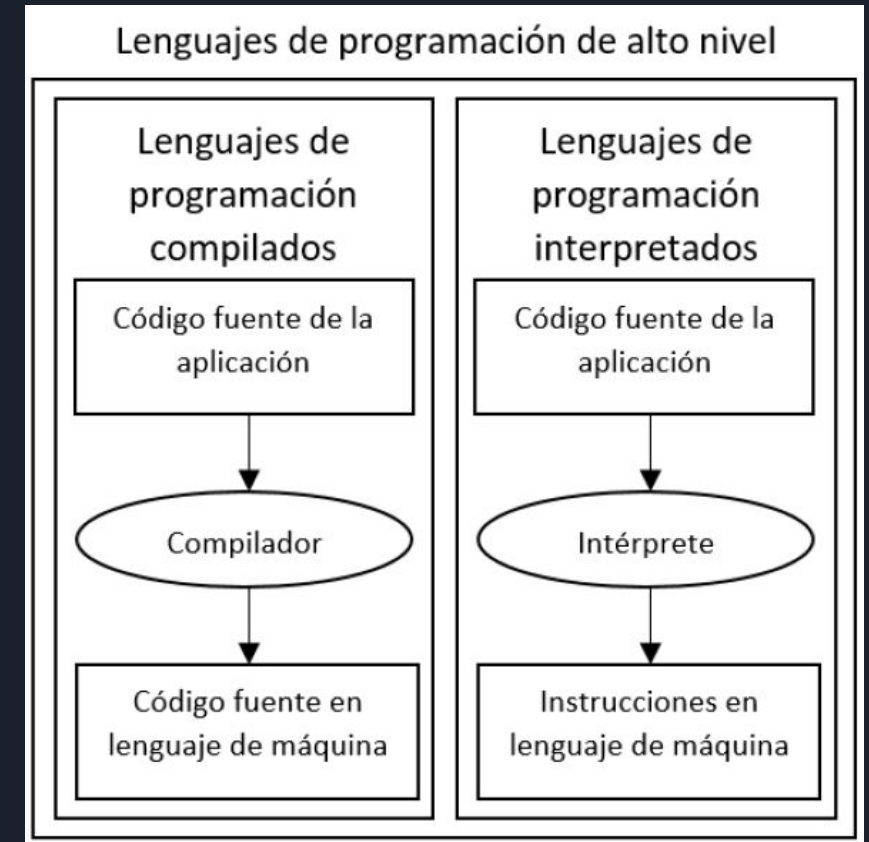 Lenguajes de programación de alto nivel
Lenguajes de
programación
compilados
Código fuente de la
aplicación
Compilador
Código fuente en
lenguaje de máquina
Lenguajes de
programación
interpretados
Código fuente de la
aplicación
Intérprete
Instrucciones en
lenguaje de máquina